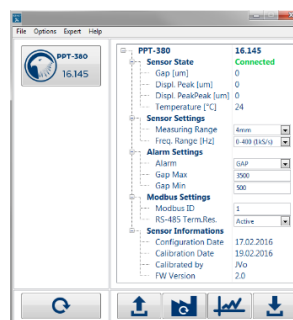 File Options Expert Help
PPT-380
16.145
PPT-380 16.145
Sensor State Connected
Gap [um] 0
Displ. Peak [um] 0
Displ. PeakPeak [um] 0
Temperature [°C] 24
Sensor Settings
Measuring Range 4mm
Freq. Range [Hz] 0-400 (1kS/s)
Alarm Settings
Alarm GAP
Gap Max 3500
Gap Min 500
Modbus Settings
Modbus ID 1
RS-485 Term.Res. Active
Sensor Informations
Configuration Date 17.02.2016
Calibration Date 19.02.2016
Calibrated by JVo
FW Version 2.0